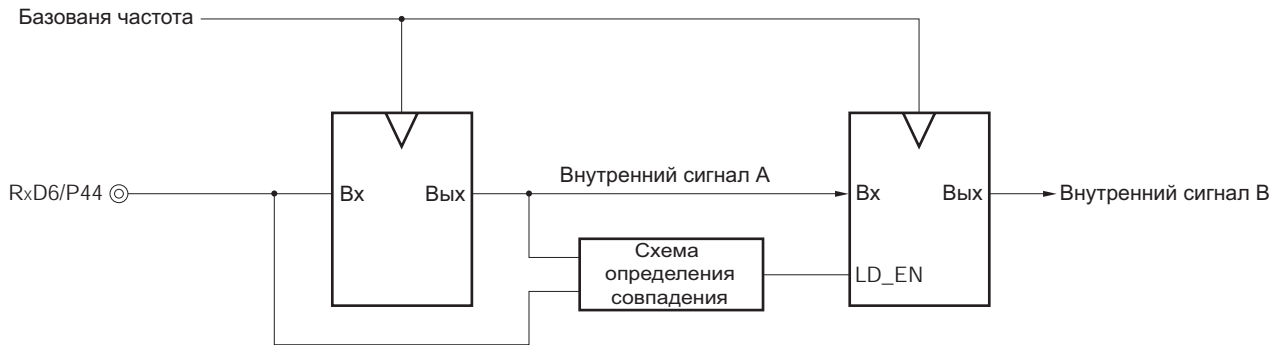 Базованя частота
RxD6/P44
Вх
Вых
Внутренний сигнал А
Вх
Вых
Внутренний сигнал В
Схема
определения
совпадения
LD_EN